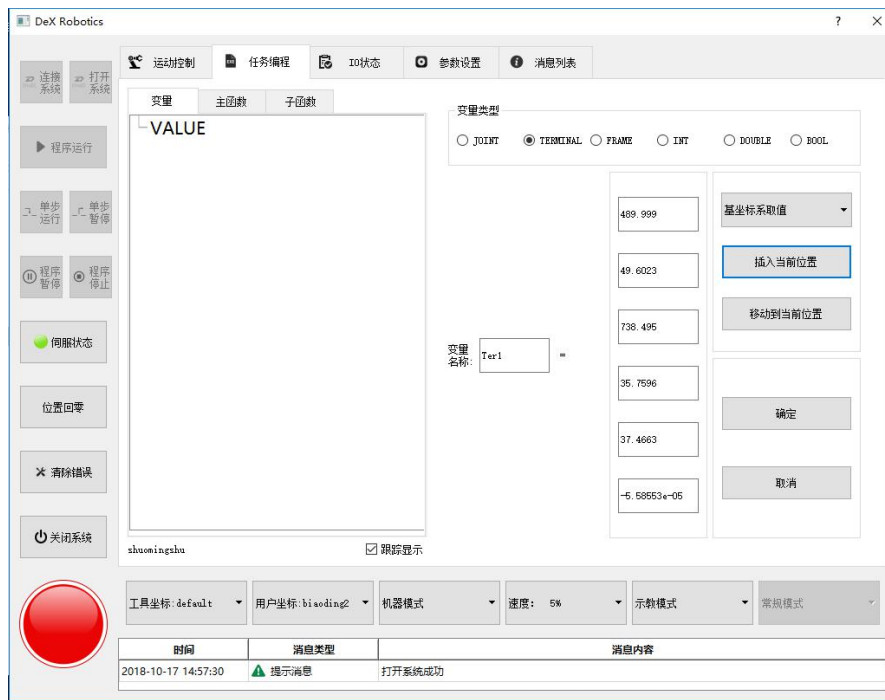 DeX Robotics
?
×
连接系统
打开系统
程序运行
单步运行
单步暂停
程序暂停
程序停止
伺服状态
位置回零
清除错误
关闭系统
运动控制
任务编程
IO状态
参数设置
消息列表
变量
主函数
子函数
VALUE
shuomingshu
跟踪显示
变量类型
JOINT
TERMINAL
FRAME
INT
DOUBLE
BOOL
变量名称:
Ter1
=
489.999
49.6023
738.495
35.7596
37.4663
-5.58553e-05
基坐标系取值
插入当前位置
移动到当前位置
确定
取消
工具坐标:default
用户坐标:biaoding2
机器模式
速度: 5%
示教模式
常规模式
时间 消息类型 消息内容
2018-10-17 14:57:30 提示消息 打开系统成功